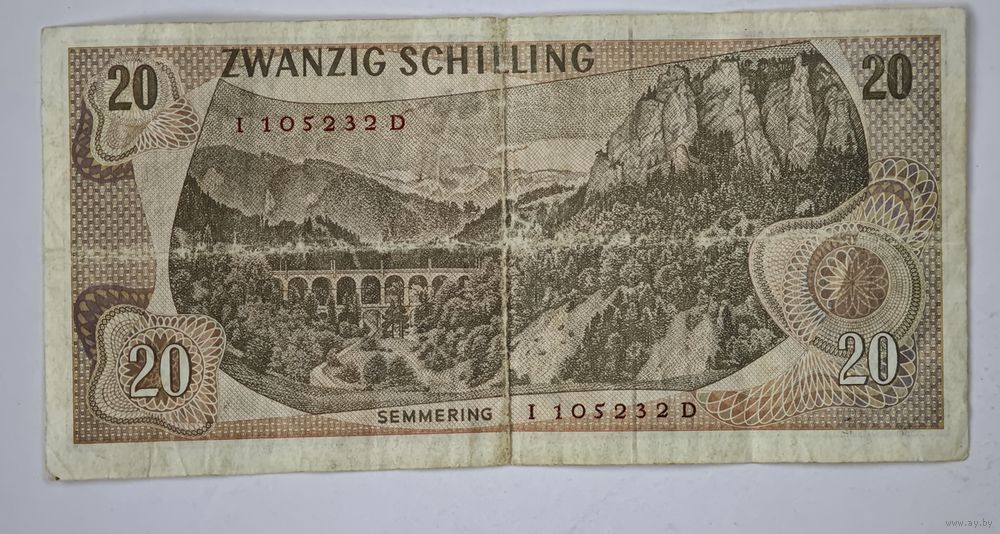 ZWANZIG SCHILLING
20
20
I 105232 D
20
20
SEMMERING
I 105232 D
www.ay.by